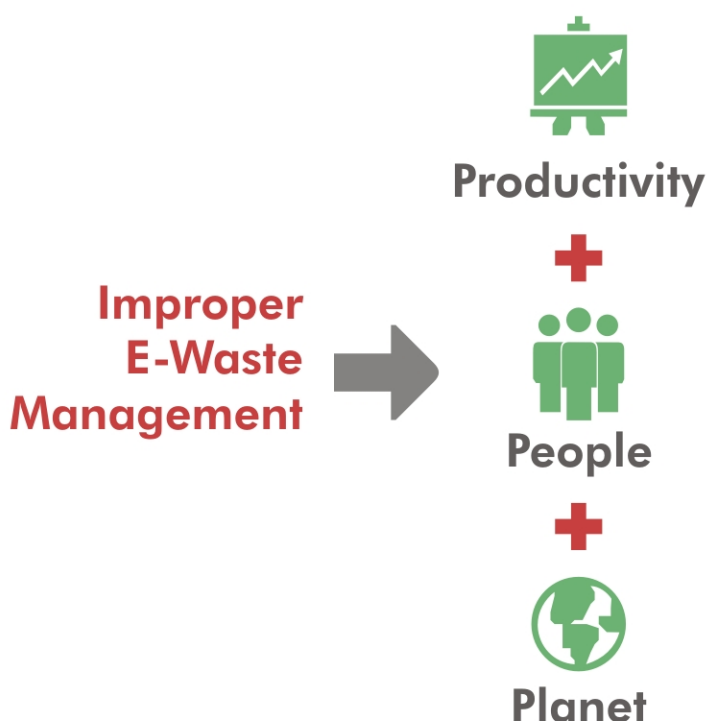 Improper
E-Waste
Management
Productivity
People
Planet